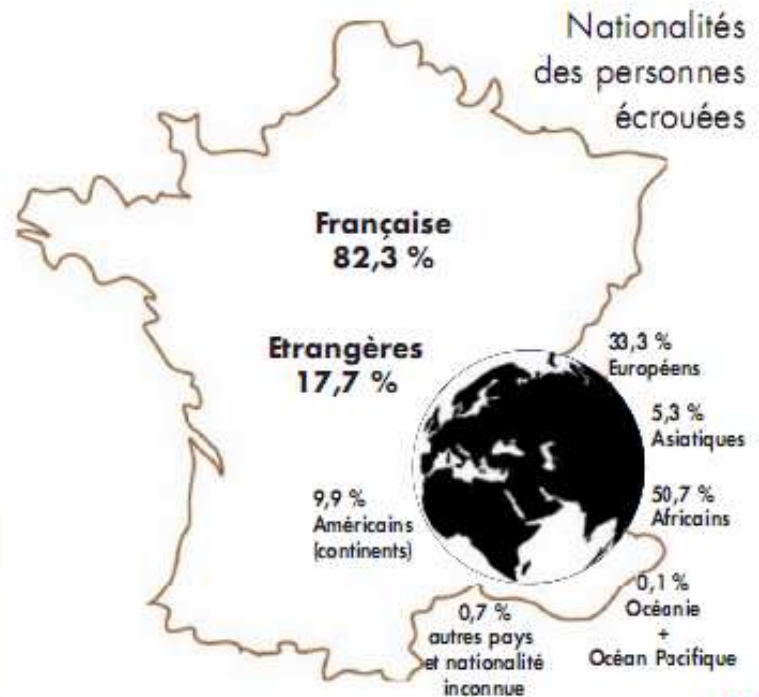 Nationalités
des personnes
écrouées
Française
82,3 %
Etrangères
17,7 %
33,3 %
Européens
5,3 %
Asiatiques
50,7 %
Africains
9,9 %
Américains
(continents)
0,1 %
Océanie
+
Océan Pacifique
0,7 %
autres pays
et nationalité
inconnue